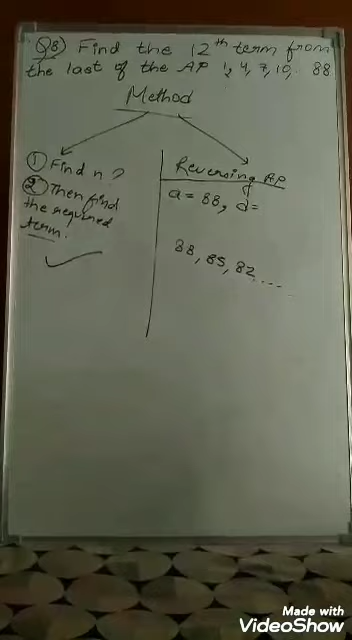 Q8) Find the 12th term from
the last of the AP 1, 4, 7, 10, .. 88.
Method
① Find n?
② Then find
the required
term.
Reversing AP
a = 88, d =
88, 85, 82 ....
Made with
VideoShow